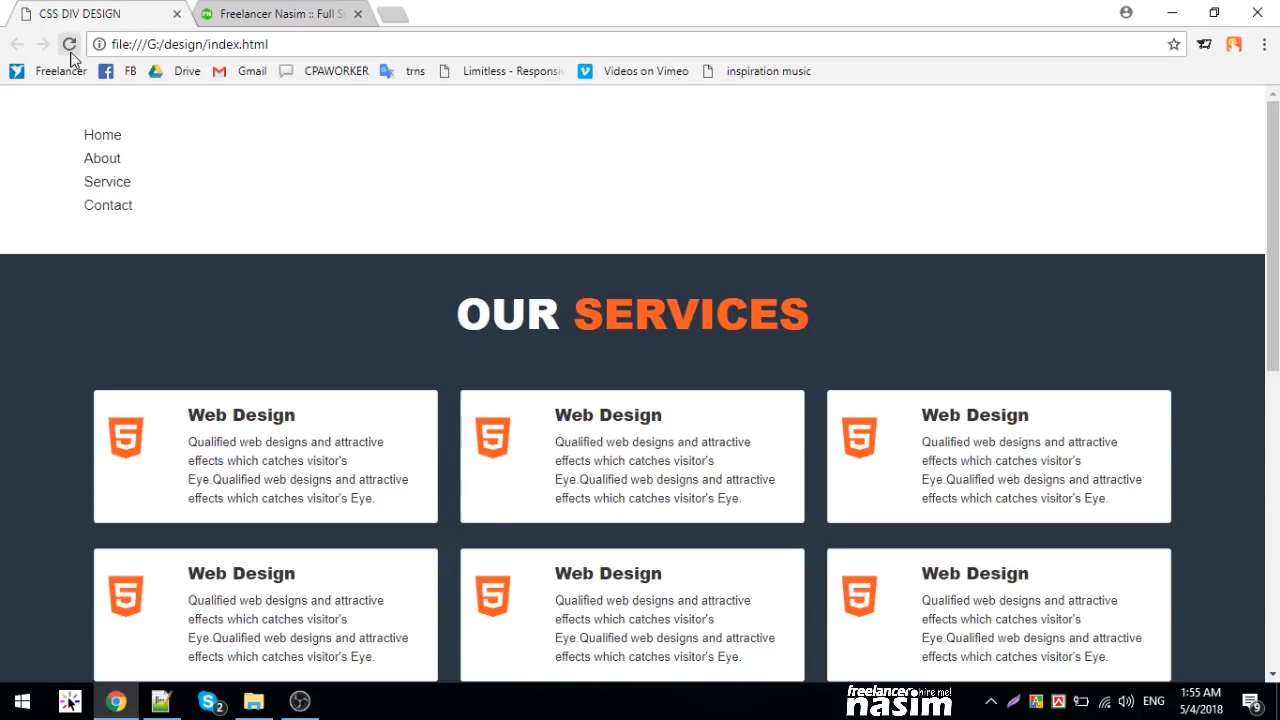 CSS DIV DESIGN
Freelancer Nasim :: Full S
file:///G:/design/index.html
Freelancer
FB
Drive
Gmail
CPAWORKER
trns
Limitless - Responsi
Videos on Vimeo
inspiration music
Home
About
Service
Contact
OUR SERVICES
Web Design
Qualified web designs and attractive
effects which catches visitor's
Eye.Qualified web designs and attractive
effects which catches visitor's Eye.
Web Design
Qualified web designs and attractive
effects which catches visitor's
Eye.Qualified web designs and attractive
effects which catches visitor's Eye.
Web Design
Qualified web designs and attractive
effects which catches visitor's
Eye.Qualified web designs and attractive
effects which catches visitor's Eye.
Web Design
Qualified web designs and attractive
effects which catches visitor's
Eye.Qualified web designs and attractive
effects which catches visitor's Eye.
Web Design
Qualified web designs and attractive
effects which catches visitor's
Eye.Qualified web designs and attractive
effects which catches visitor's Eye.
Web Design
Qualified web designs and attractive
effects which catches visitor's
Eye.Qualified web designs and attractive
effects which catches visitor's Eye.
freelancer hire me!
nasim
ENG
1:55 AM
5/4/2018